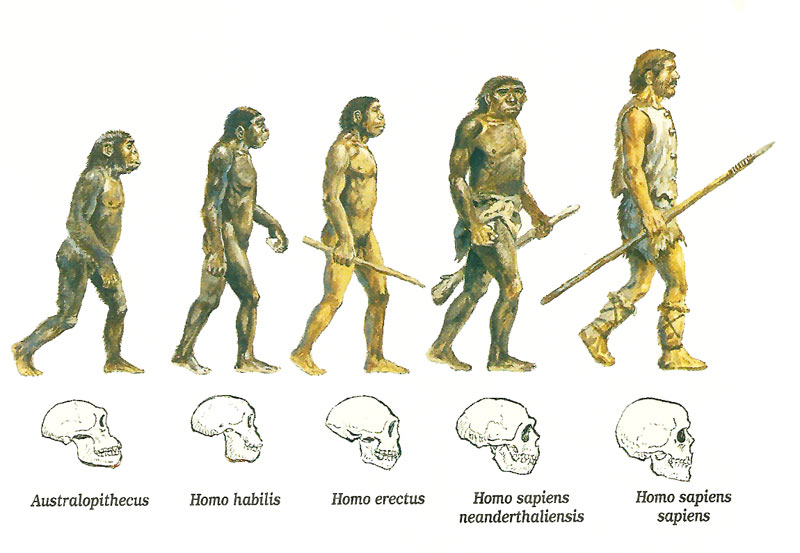 Australopithecus
Homo habilis
Homo erectus
Homo sapiens
neanderthaliensis
Homo sapiens
sapiens